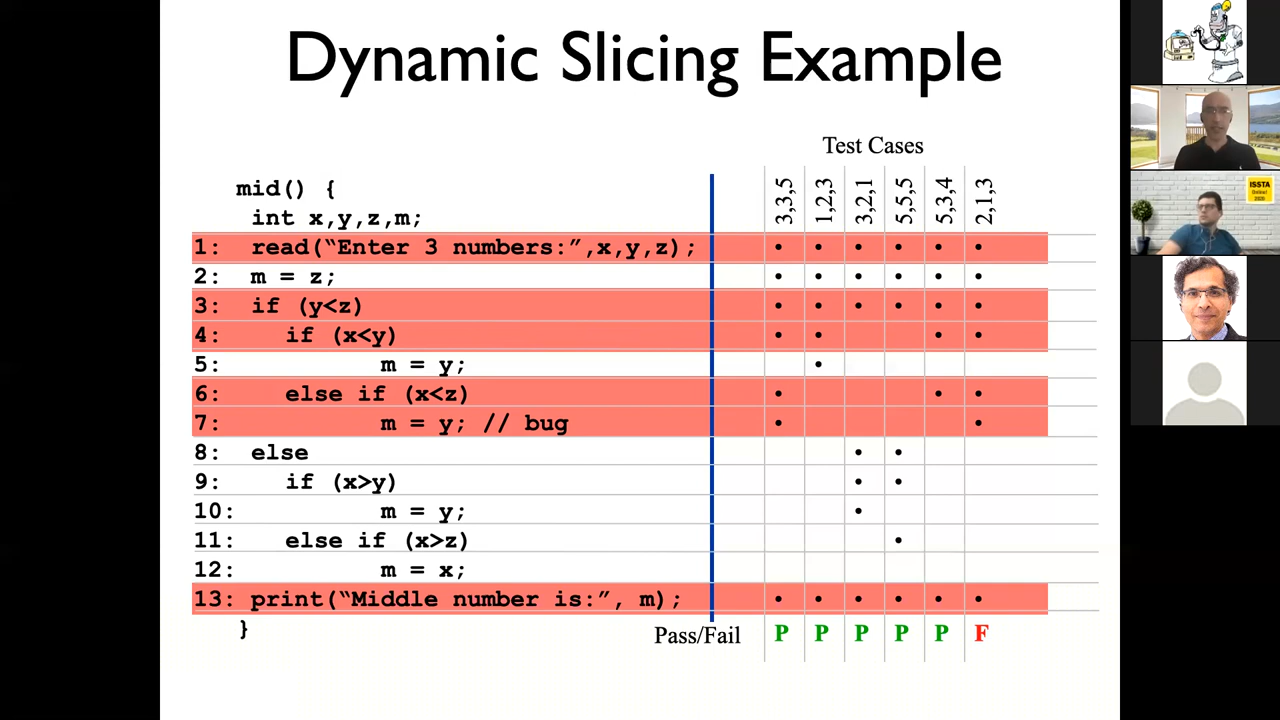 Dynamic Slicing Example
Test Cases
3,3,5 1,2,3 3,2,1 5,5,5 5,3,4 2,1,3
mid() {
int x,y,z,m;
1: read(“Enter 3 numbers:”,x,y,z);
2: m = z;
3: if (y<z)
4: if (x<y)
5: m = y;
6: else if (x<z)
7: m = y; // bug
8: else
9: if (x>y)
10: m = y;
11: else if (x>z)
12: m = x;
13: print(“Middle number is:”, m);
}
Pass/Fail P P P P P F
ISSTA
Online!
2020